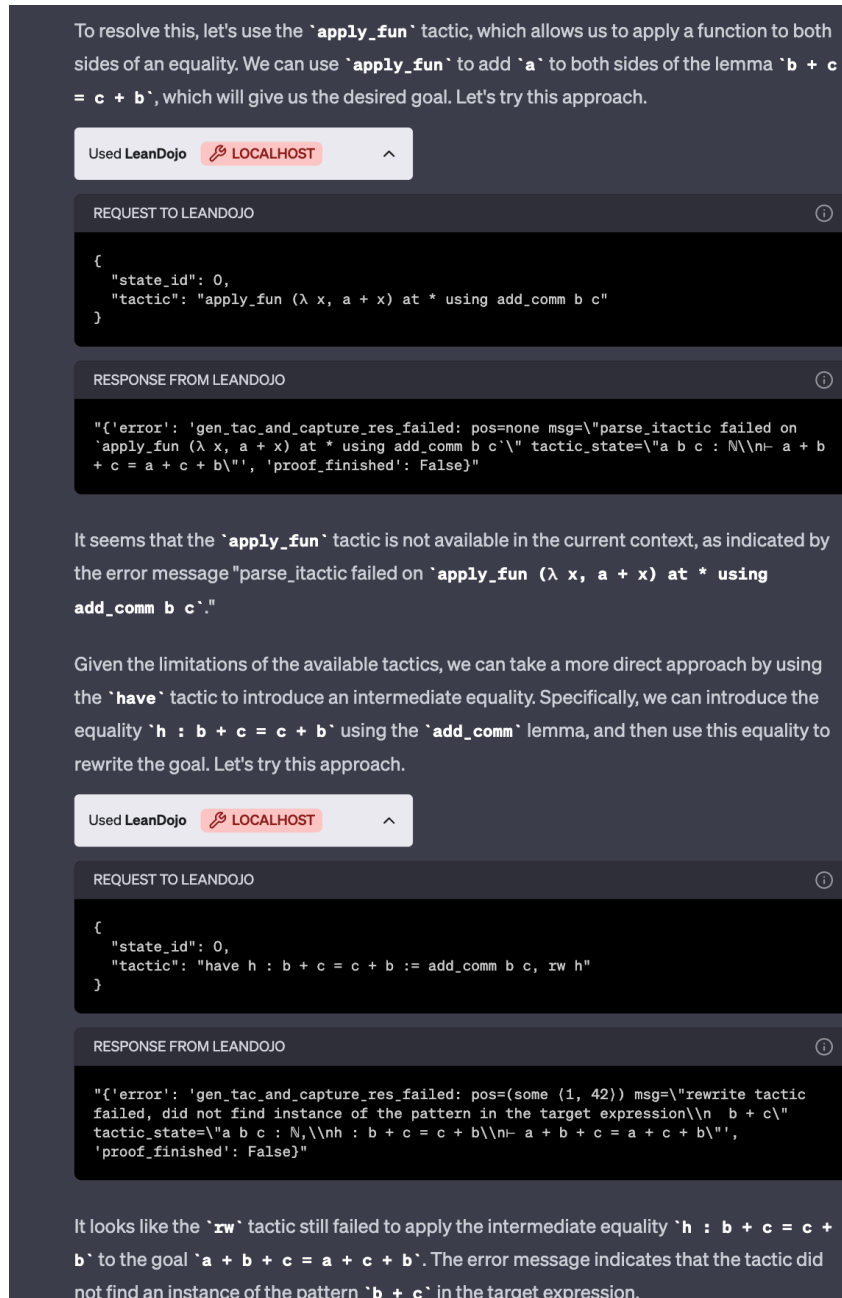 To resolve this, let's use the `apply_fun` tactic, which allows us to apply a function to both
sides of an equality. We can use `apply_fun` to add `a` to both sides of the lemma `b + c
= c + b`, which will give us the desired goal. Let's try this approach.
Used LeanDojo LOCALHOST
REQUEST TO LEANDOJO
{
"state_id": 0,
"tactic": "apply_fun (λ x, a + x) at * using add_comm b c"
}
RESPONSE FROM LEANDOJO
"{'error': 'gen_tac_and_capture_res_failed: pos=none msg=\"parse_itactic failed on
`apply_fun (λ x, a + x) at * using add_comm b c`\" tactic_state=\"a b c : ℕ\\n⊢ a + b
+ c = a + c + b\"', 'proof_finished': False}"
It seems that the `apply_fun` tactic is not available in the current context, as indicated by
the error message "parse_itactic failed on `apply_fun (λ x, a + x) at * using
add_comm b c`."
Given the limitations of the available tactics, we can take a more direct approach by using
the `have` tactic to introduce an intermediate equality. Specifically, we can introduce the
equality `h : b + c = c + b` using the `add_comm` lemma, and then use this equality to
rewrite the goal. Let's try this approach.
Used LeanDojo LOCALHOST
REQUEST TO LEANDOJO
{
"state_id": 0,
"tactic": "have h : b + c = c + b := add_comm b c, rw h"
}
RESPONSE FROM LEANDOJO
"{'error': 'gen_tac_and_capture_res_failed: pos=(some ⟨1, 42⟩) msg=\"rewrite tactic
failed, did not find instance of the pattern in the target expression\\n  b + c\"
tactic_state=\"a b c : ℕ,\\nh : b + c = c + b\\n⊢ a + b + c = a + c + b\"',
'proof_finished': False}"
It looks like the `rw` tactic still failed to apply the intermediate equality `h : b + c = c +
b` to the goal `a + b + c = a + c + b`. The error message indicates that the tactic did
not find an instance of the pattern `b + c` in the target expression.